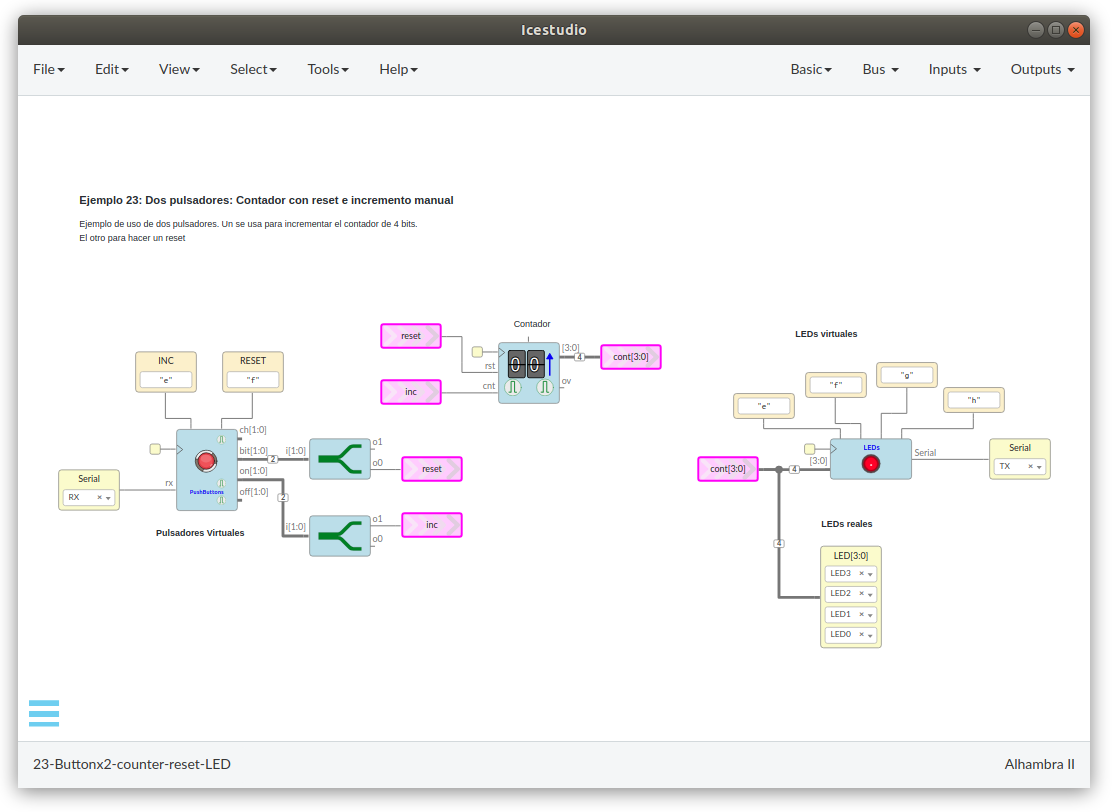 Icestudio
File Edit View Select Tools Help Basic Bus Inputs Outputs
Ejemplo 23: Dos pulsadores: Contador con reset e incremento manual
Ejemplo de uso de dos pulsadores. Un se usa para incrementar el contador de 4 bits.
El otro para hacer un reset
INC
"e"
RESET
"f"
Serial
RX
rx
PushButtons
ch[1:0]
bit[1:0]
on[1:0]
off[1:0]
2
2
Pulsadores Virtuales
i[1:0]
o1
o0
reset
i[1:0]
o1
o0
inc
reset
inc
Contador
rst
cnt
0 0
[3:0]
ov
4
cont[3:0]
LEDs virtuales
"e"
"f"
"g"
"h"
cont[3:0]
4
[3:0]
LEDs
Serial
Serial
TX
4
LEDs reales
LED[3:0]
LED3
LED2
LED1
LED0
23-Buttonx2-counter-reset-LED
Alhambra II